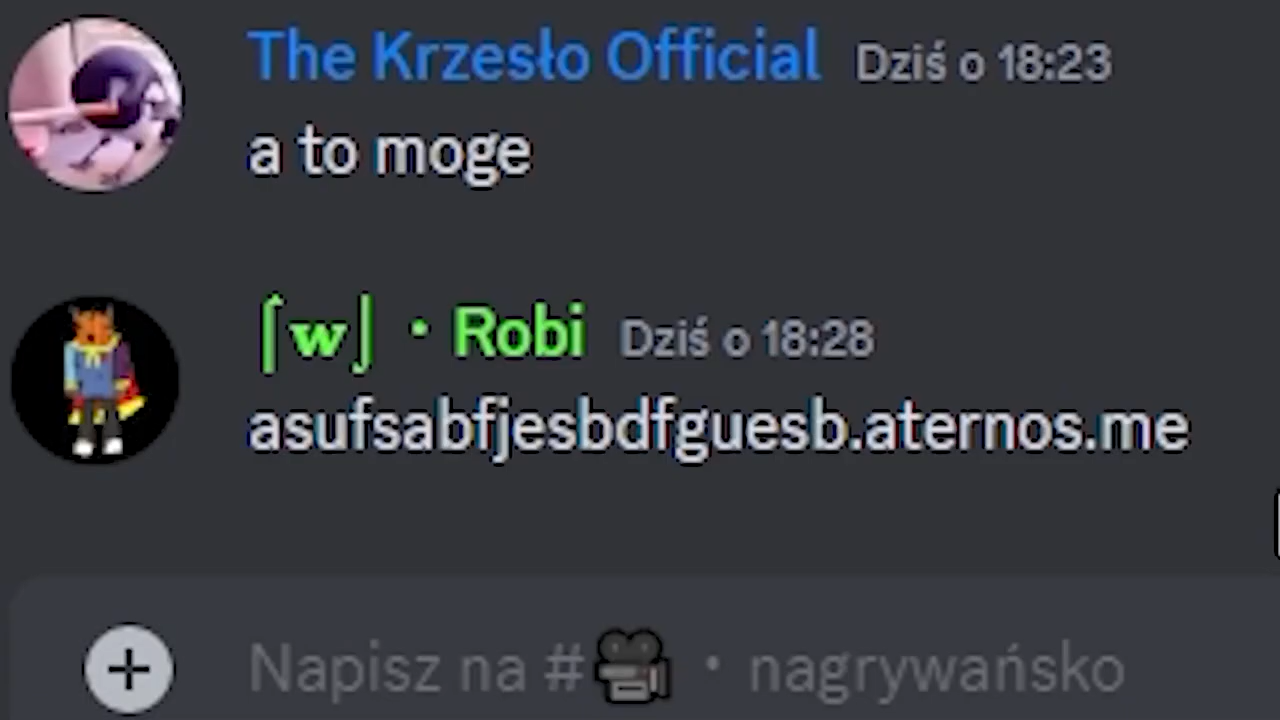 The Krzesło Official Dziś o 18:23
a to moge
⌈w⌋ • Robi Dziś o 18:28
asufsabfjesbdfguesb.aternos.me
Napisz na #🎥 • nagrywańsko